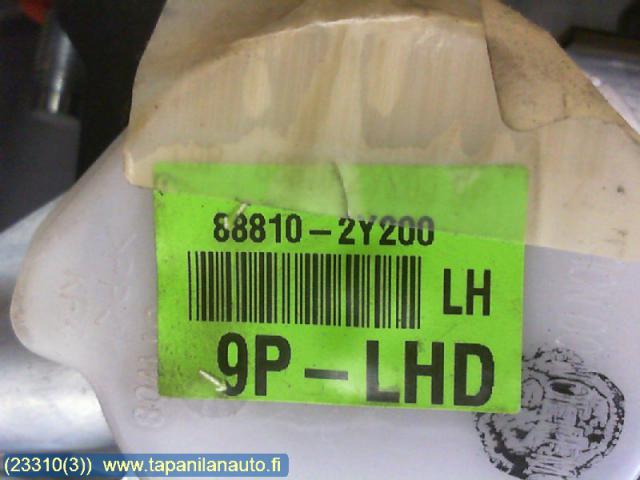 88810-2Y200
LH
9P-LHD
(23310(3)) www.tapanilanauto.fi